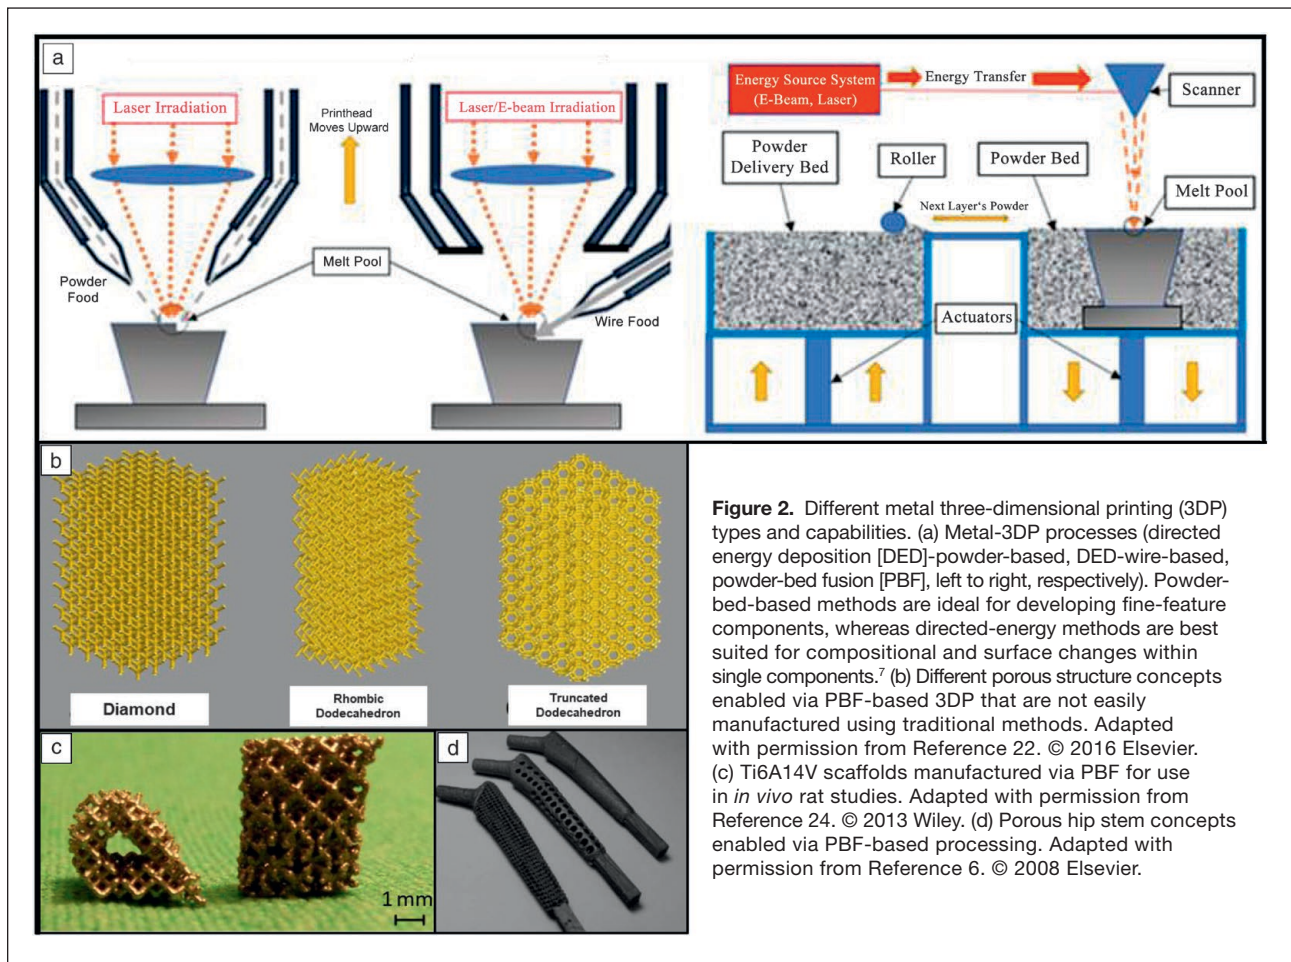 a
Laser Irradiation
Printhead
Moves Upward
Laser/E-beam Irradiation
Powder
Food
Melt Pool
Wire Food
Energy Source System
(E-Beam, Laser)
Energy Transfer
Scanner
Powder
Delivery Bed
Roller
Powder Bed
Melt Pool
Next Layer's Powder
Actuators
b
Diamond
Rhombic
Dodecahedron
Truncated
Dodecahedron
c
1 mm
d
Figure 2. Different metal three-dimensional printing (3DP)
types and capabilities. (a) Metal-3DP processes (directed
energy deposition [DED]-powder-based, DED-wire-based,
powder-bed fusion [PBF], left to right, respectively). Powder-
bed-based methods are ideal for developing fine-feature
components, whereas directed-energy methods are best
suited for compositional and surface changes within
single components.7 (b) Different porous structure concepts
enabled via PBF-based 3DP that are not easily
manufactured using traditional methods. Adapted
with permission from Reference 22. © 2016 Elsevier.
(c) Ti6A14V scaffolds manufactured via PBF for use
in in vivo rat studies. Adapted with permission from
Reference 24. © 2013 Wiley. (d) Porous hip stem concepts
enabled via PBF-based processing. Adapted with
permission from Reference 6. © 2008 Elsevier.